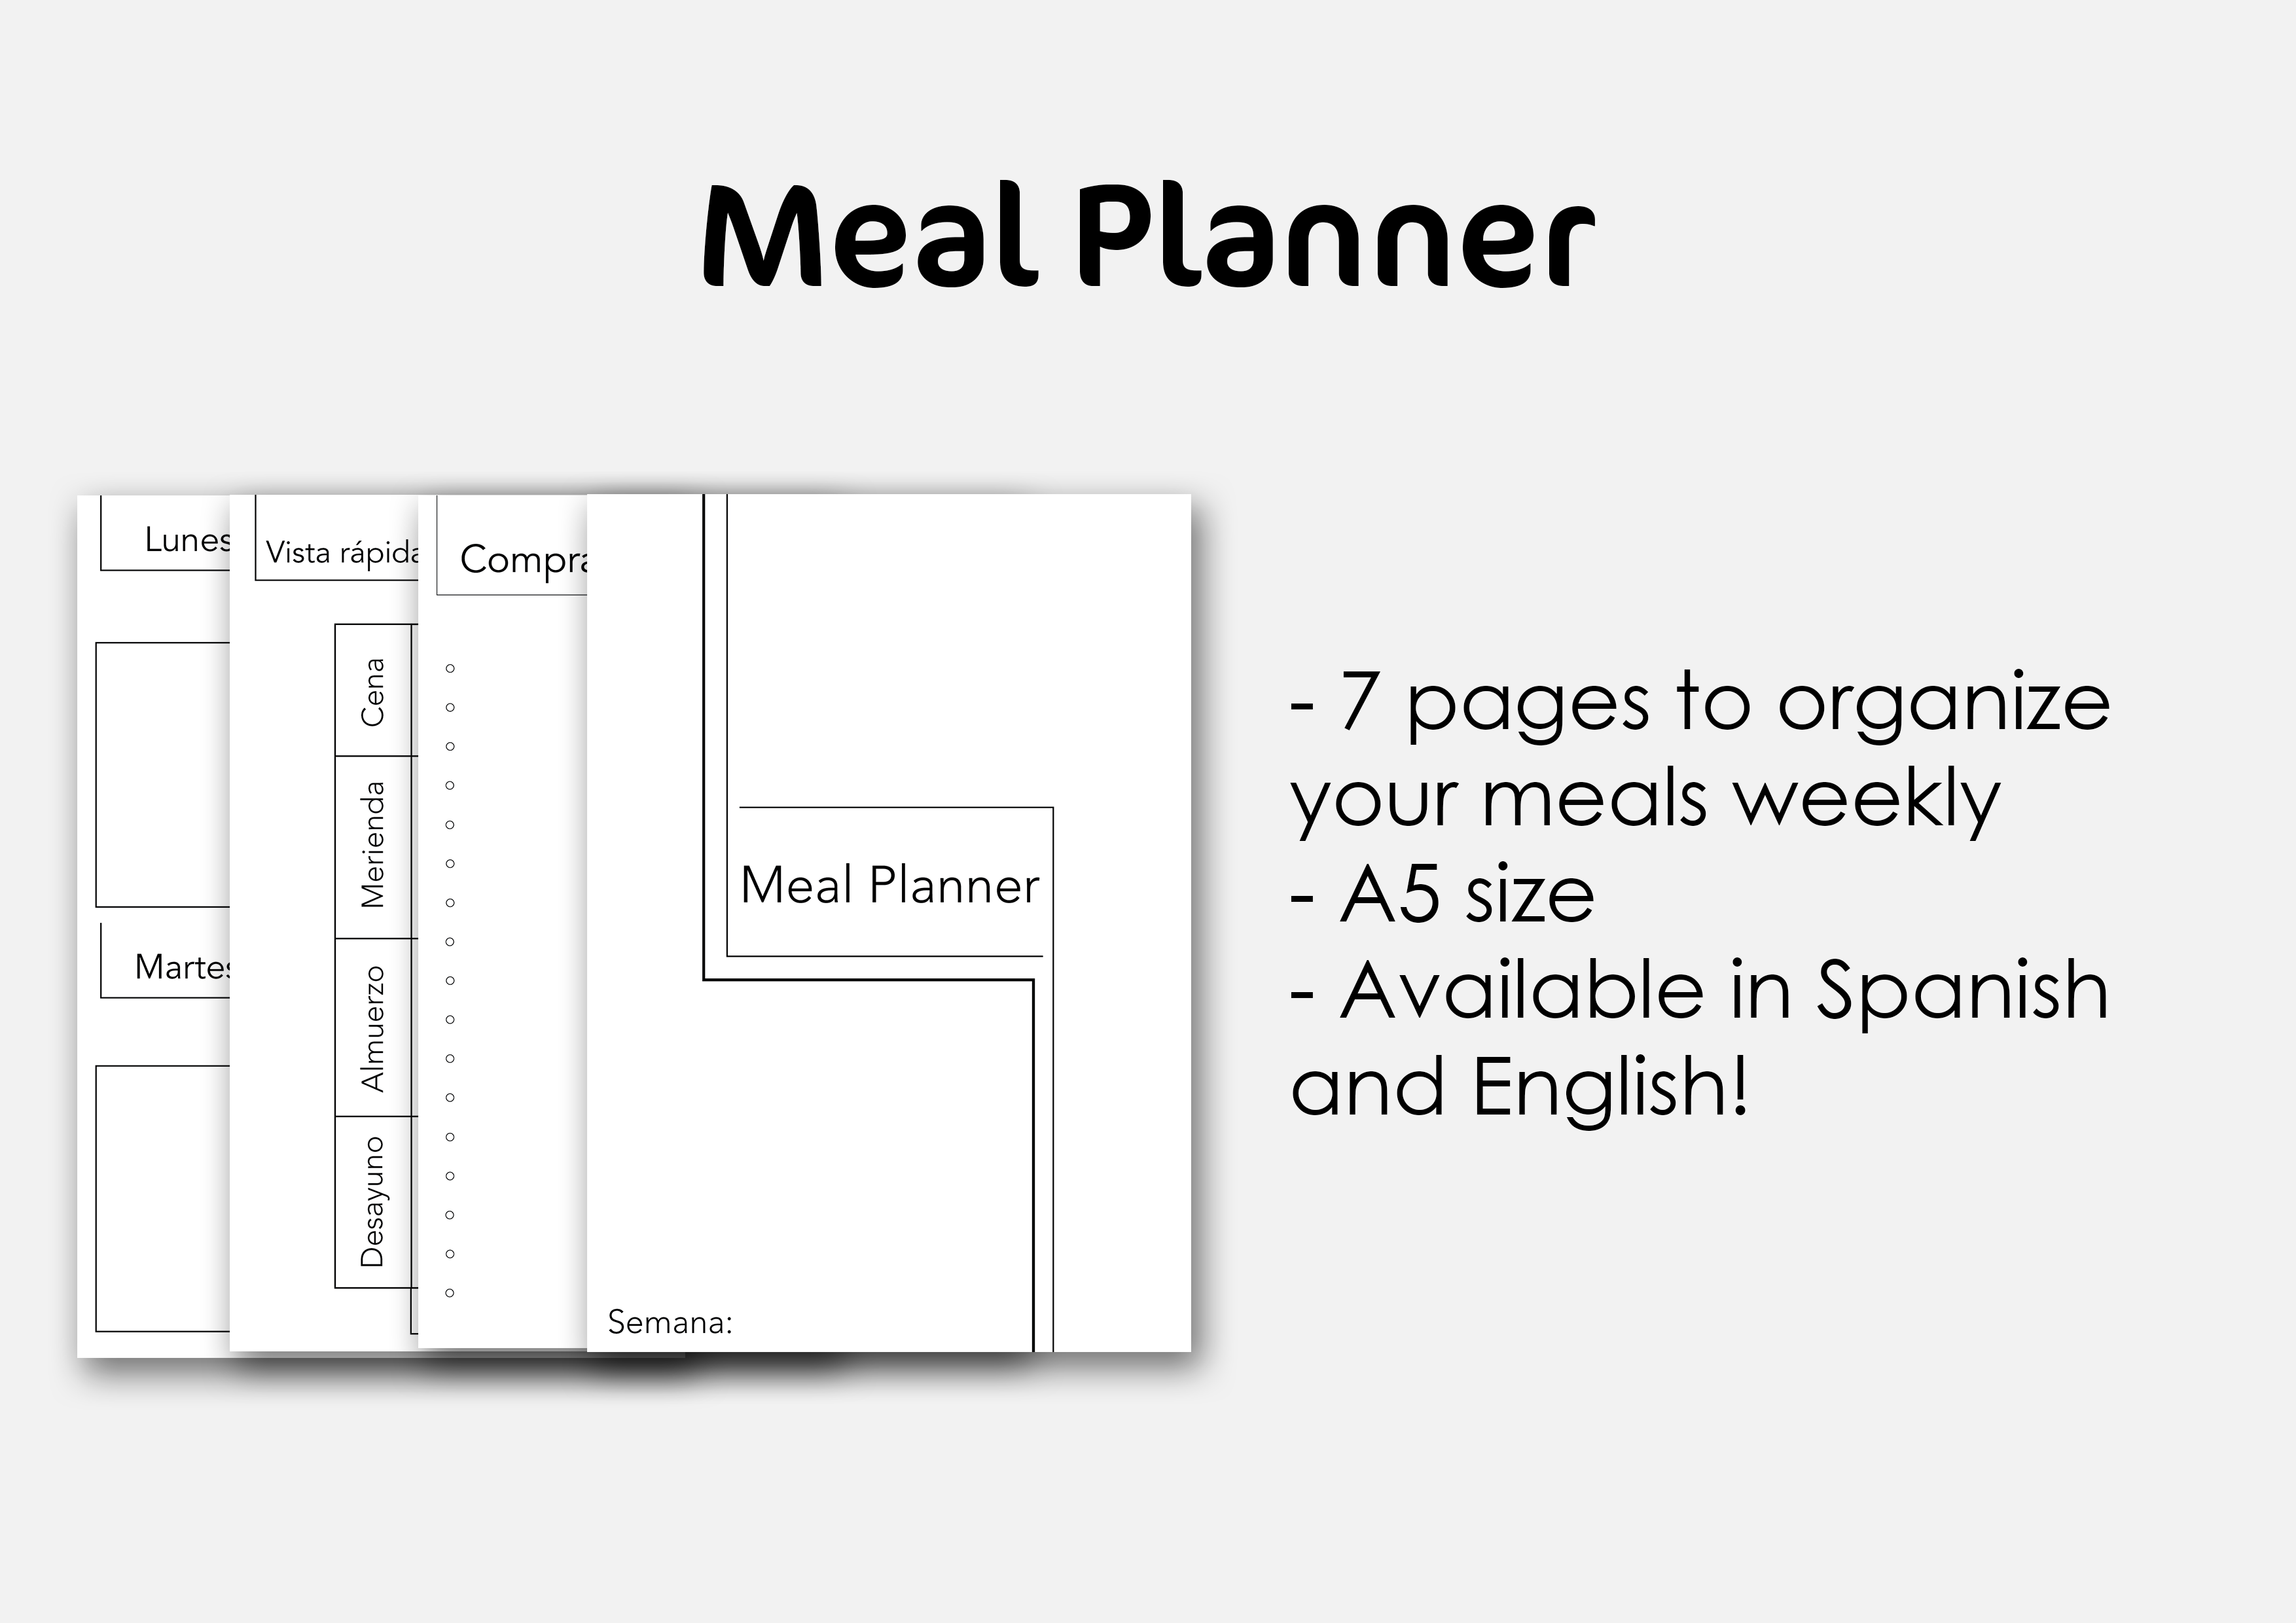 Meal Planner
Lunes
Martes
Vista rápida
Cena
Merienda
Almuerzo
Desayuno
Compra
Meal Planner
Semana:
- 7 pages to organize
your meals weekly
- A5 size
- Available in Spanish
and English!